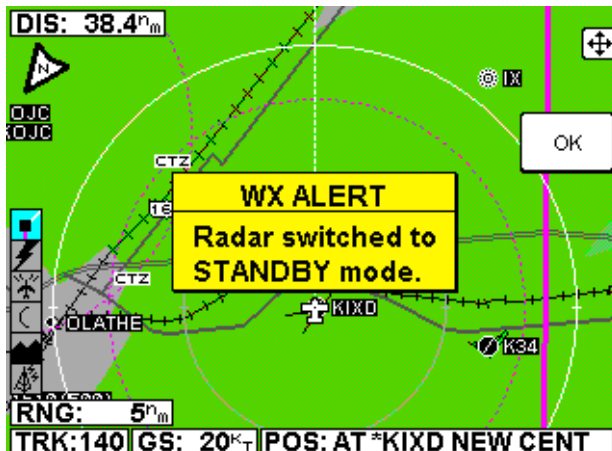 DIS: 38.4nm
N
IX
OJC
KOJC
OK
CTZ
WX ALERT
16
Radar switched to
STANDBY mode.
CTZ
KIXD
OLATHE
K34
RNG: 5nm
TRK:140 GS: 20KT POS: AT *KIXD NEW CENT